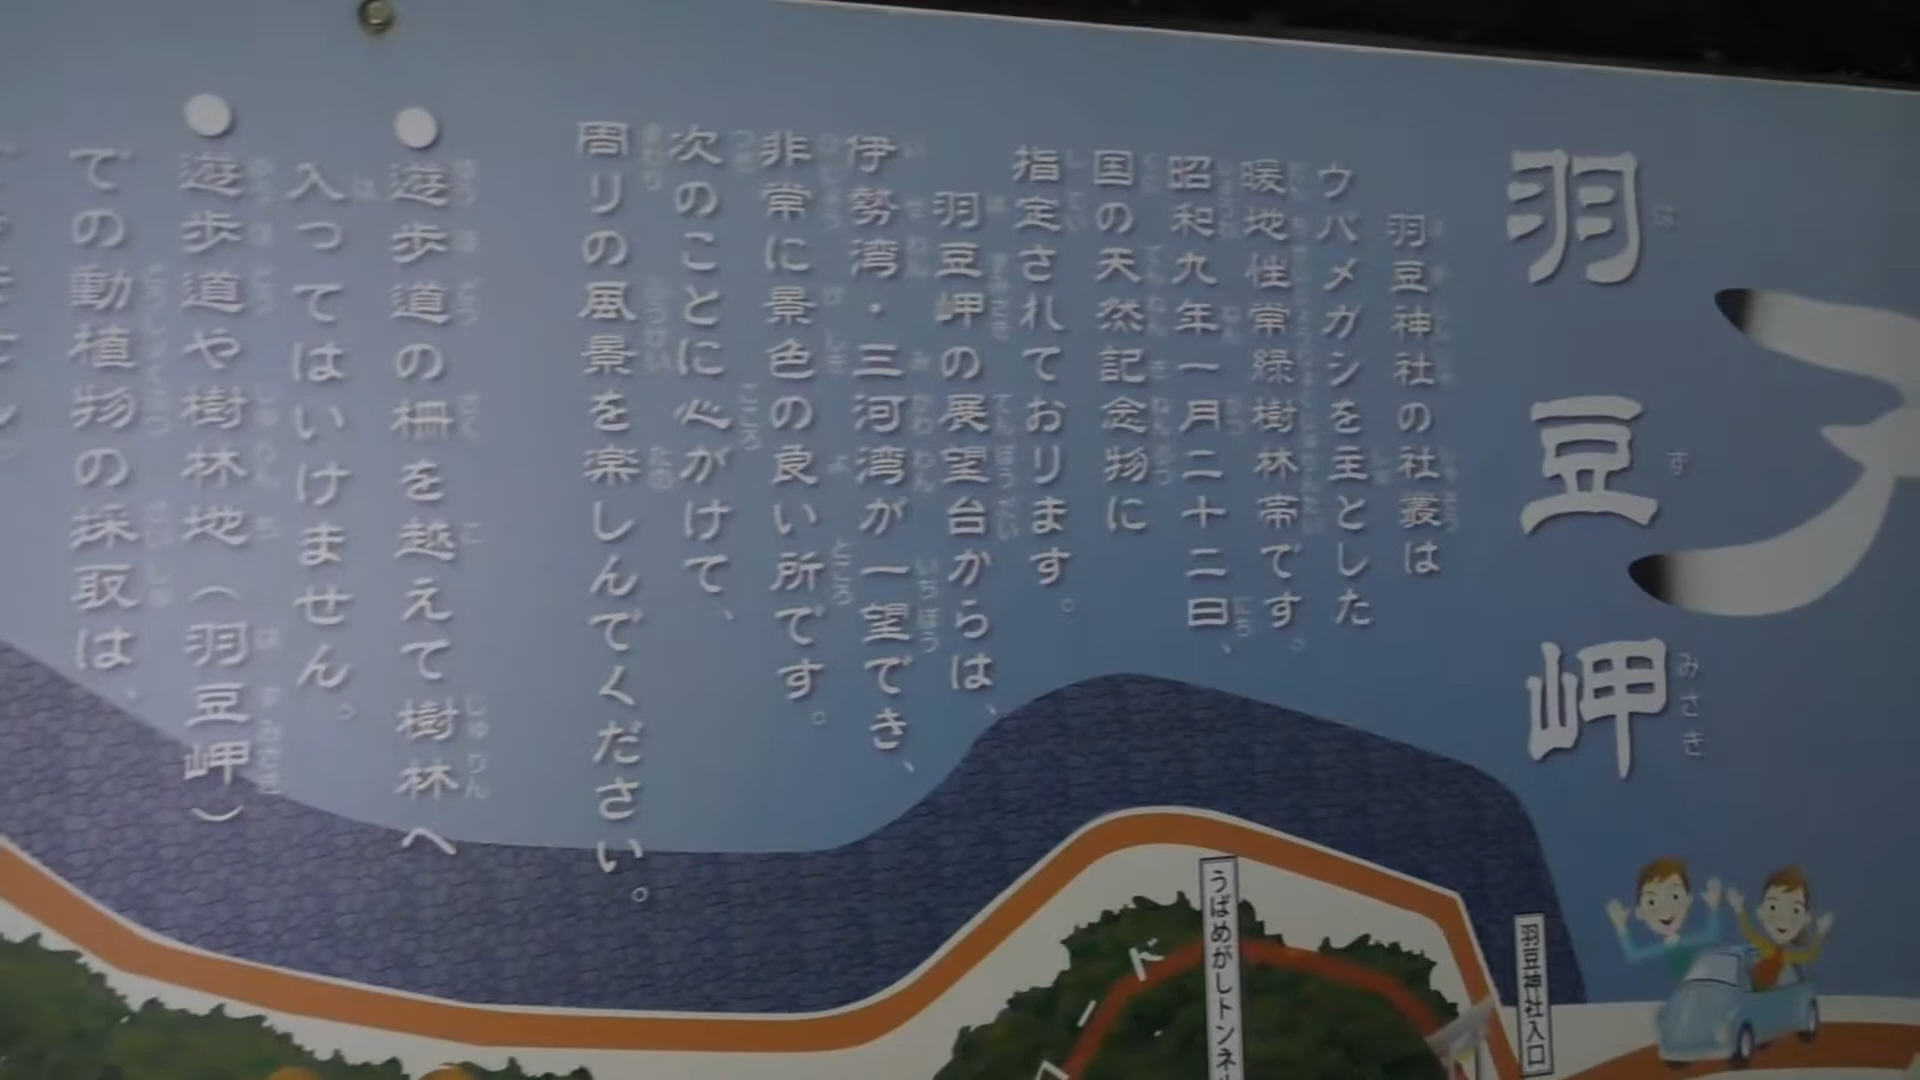 羽豆岬
羽豆神社の社叢は
ウバメガシを主とした
暖地性常緑樹林帯です。
昭和九年一月二十二日、
国の天然記念物に
指定されております。
羽豆岬の展望台からは、
伊勢湾・三河湾が一望でき、
非常に景色の良い所です。
次のことに心がけて、
周りの風景を楽しんでください。
●遊歩道の柵を越えて樹林へ
入ってはいけません。
●遊歩道や樹林地（羽豆岬）
での動植物の採取は、
羽豆神社入口
うばめがしトンネル